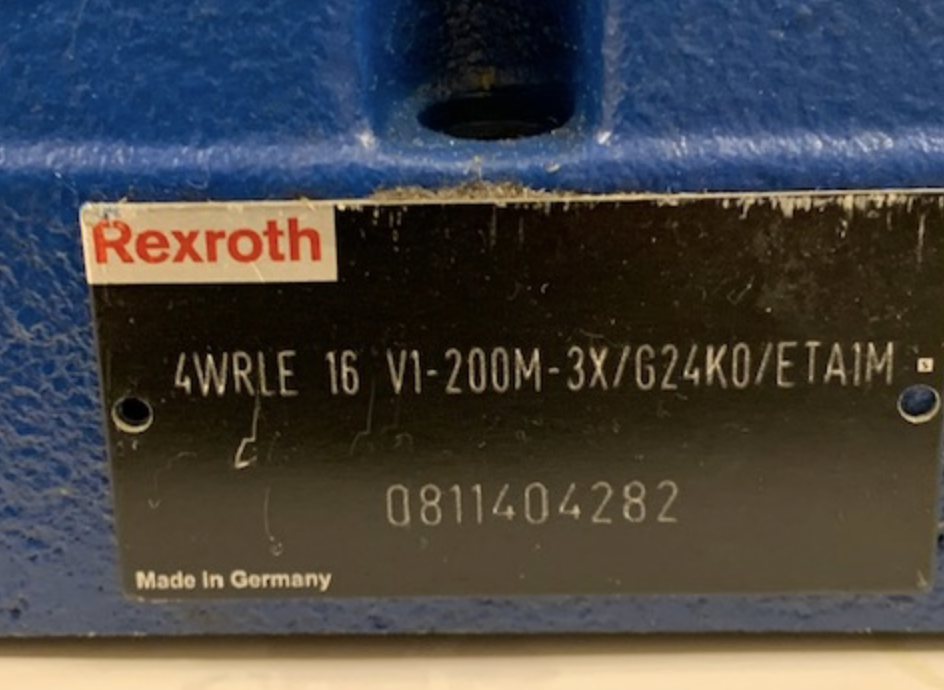 Rexroth
4WRLE 16 V1-200M-3X/G24K0/ETA1M
0811404282
Made in Germany